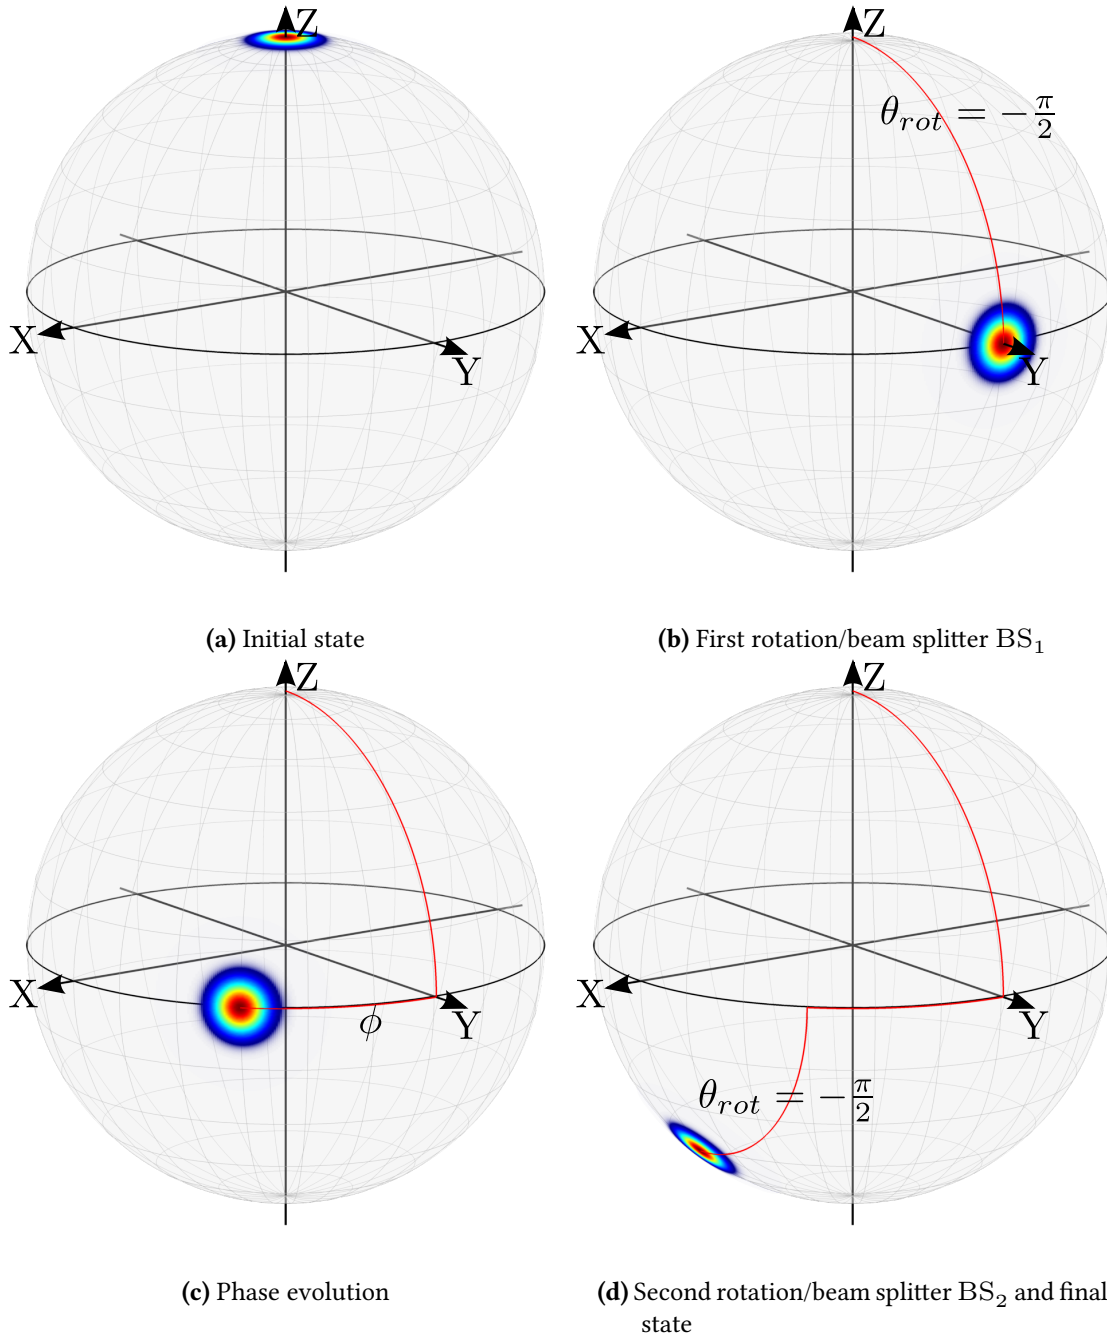 Z
X
Y
(a) Initial state
Z
θ_rot = −π/2
Y
X
(b) First rotation/beam splitter BS₁
Z
X
Y
ϕ
(c) Phase evolution
Z
X
Y
θ_rot = −π/2
(d) Second rotation/beam splitter BS₂ and final
state